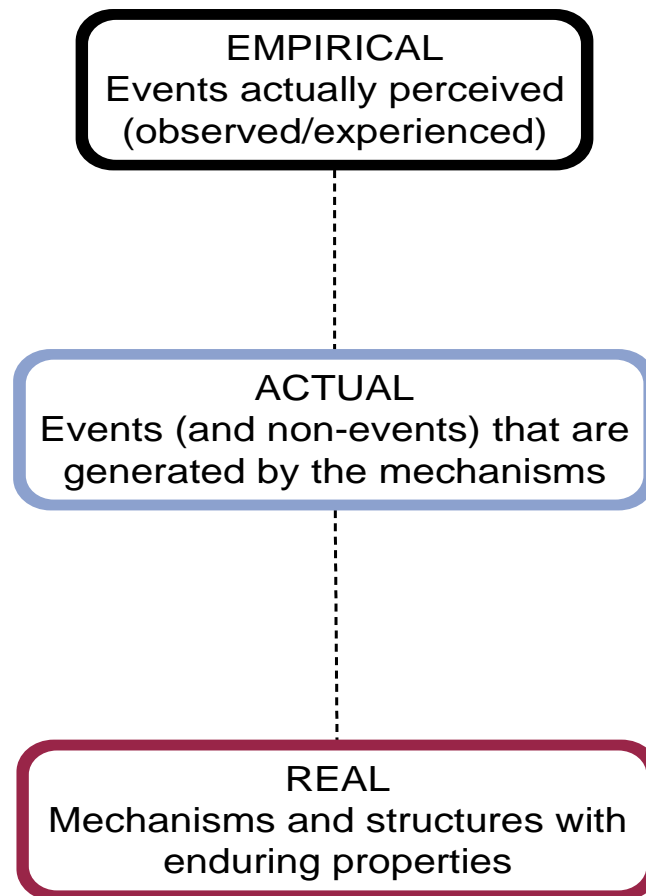 EMPIRICAL
Events actually perceived
(observed/experienced)
ACTUAL
Events (and non-events) that are
generated by the mechanisms
REAL
Mechanisms and structures with
enduring properties